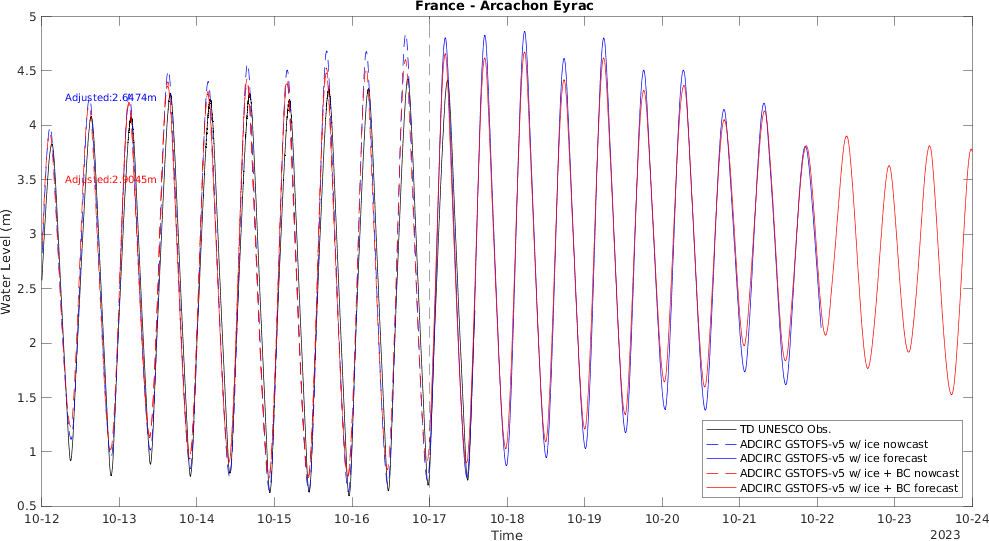 France - Arcachon Eyrac
5
4.5
4
3.5
3
2.5
2
1.5
1
0.5
Water Level (m)
Adjusted:2.6474m
Adjusted:2.9045m
TD UNESCO Obs.
ADCIRC GSTOFS-v5 w/ ice nowcast
ADCIRC GSTOFS-v5 w/ ice forecast
ADCIRC GSTOFS-v5 w/ ice + BC nowcast
ADCIRC GSTOFS-v5 w/ ice + BC forecast
10-12 10-13 10-14 10-15 10-16 10-17 10-18 10-19 10-20 10-21 10-22 10-23 10-24
Time
2023